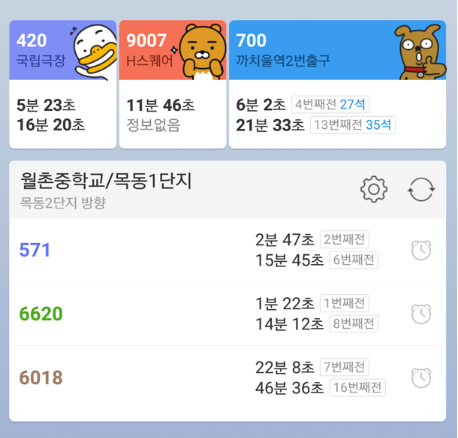 420
국립극장
5분 23초
16분 20초
9007
H스퀘어
11분 46초
정보없음
700
까치울역2번출구
6분 2초 4번째전 27석
21분 33초 13번째전 35석
월촌중학교/목동1단지
목동2단지 방향
571
2분 47초 2번째전
15분 45초 6번째전
6620
1분 22초 1번째전
14분 12초 8번째전
6018
22분 8초 7번째전
46분 36초 16번째전